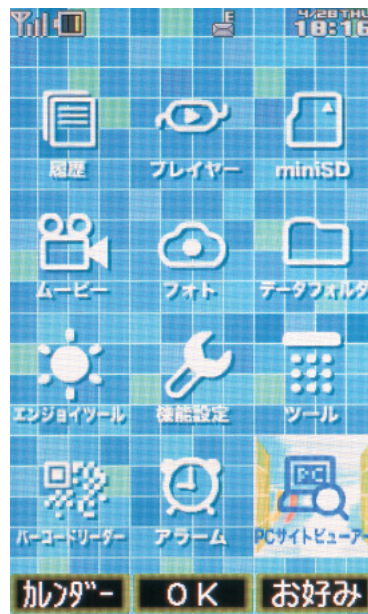 E
4/28 THU
18:16
履歴
プレイヤー
miniSD
ムービー
フォト
データフォルダ
エンジョイツール
機能設定
ツール
バーコードリーダー
アラーム
PC
PCサイトビューアー
カレンダー
OK
お好み